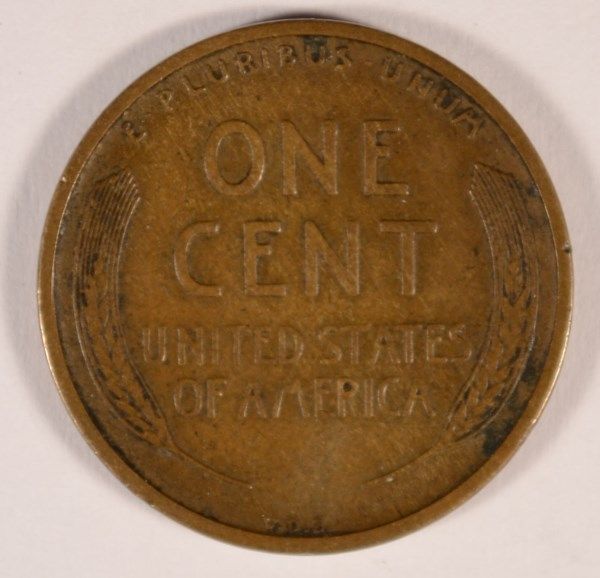 E · PLURIBUS · UNUM
ONE
CENT
UNITED STATES
OF AMERICA